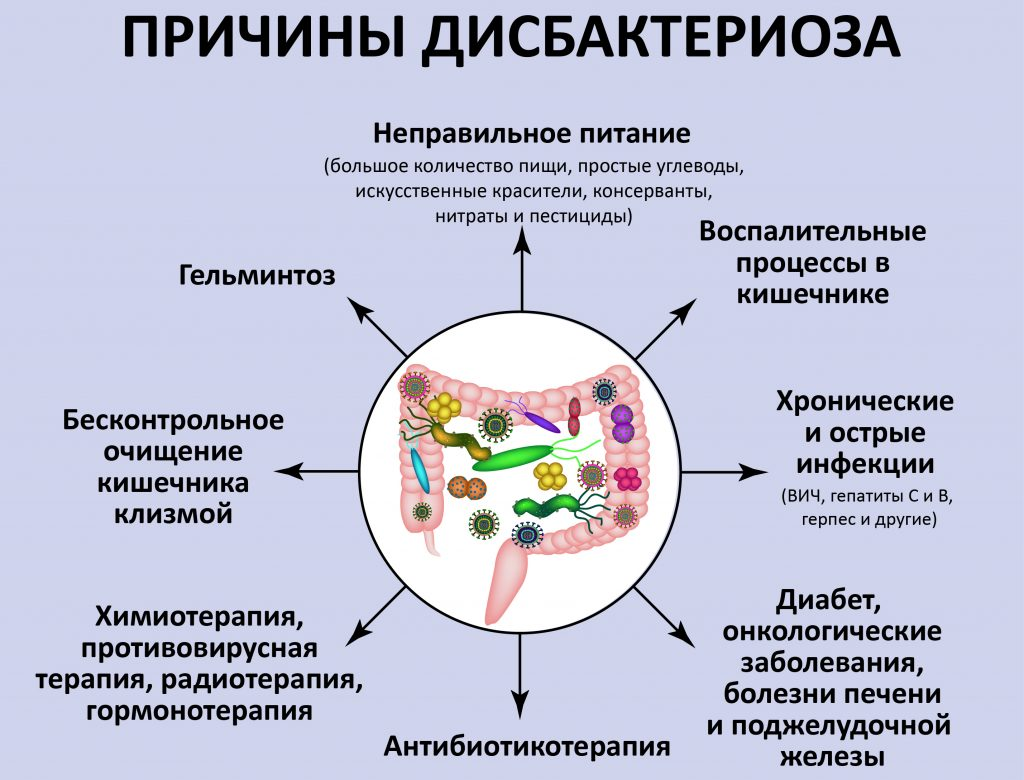 ПРИЧИНЫ ДИСБАКТЕРИОЗА
Неправильное питание
(большое количество пищи, простые углеводы,
искусственные красители, консерванты,
нитраты и пестициды)
Воспалительные
процессы в
кишечнике
Хронические
и острые
инфекции
(ВИЧ, гепатиты С и В,
герпес и другие)
Диабет,
онкологические
заболевания,
болезни печени
и поджелудочной
железы
Антибиотикотерапия
Химиотерапия,
противовирусная
терапия, радиотерапия,
гормонотерапия
Бесконтрольное
очищение
кишечника
клизмой
Гельминтоз